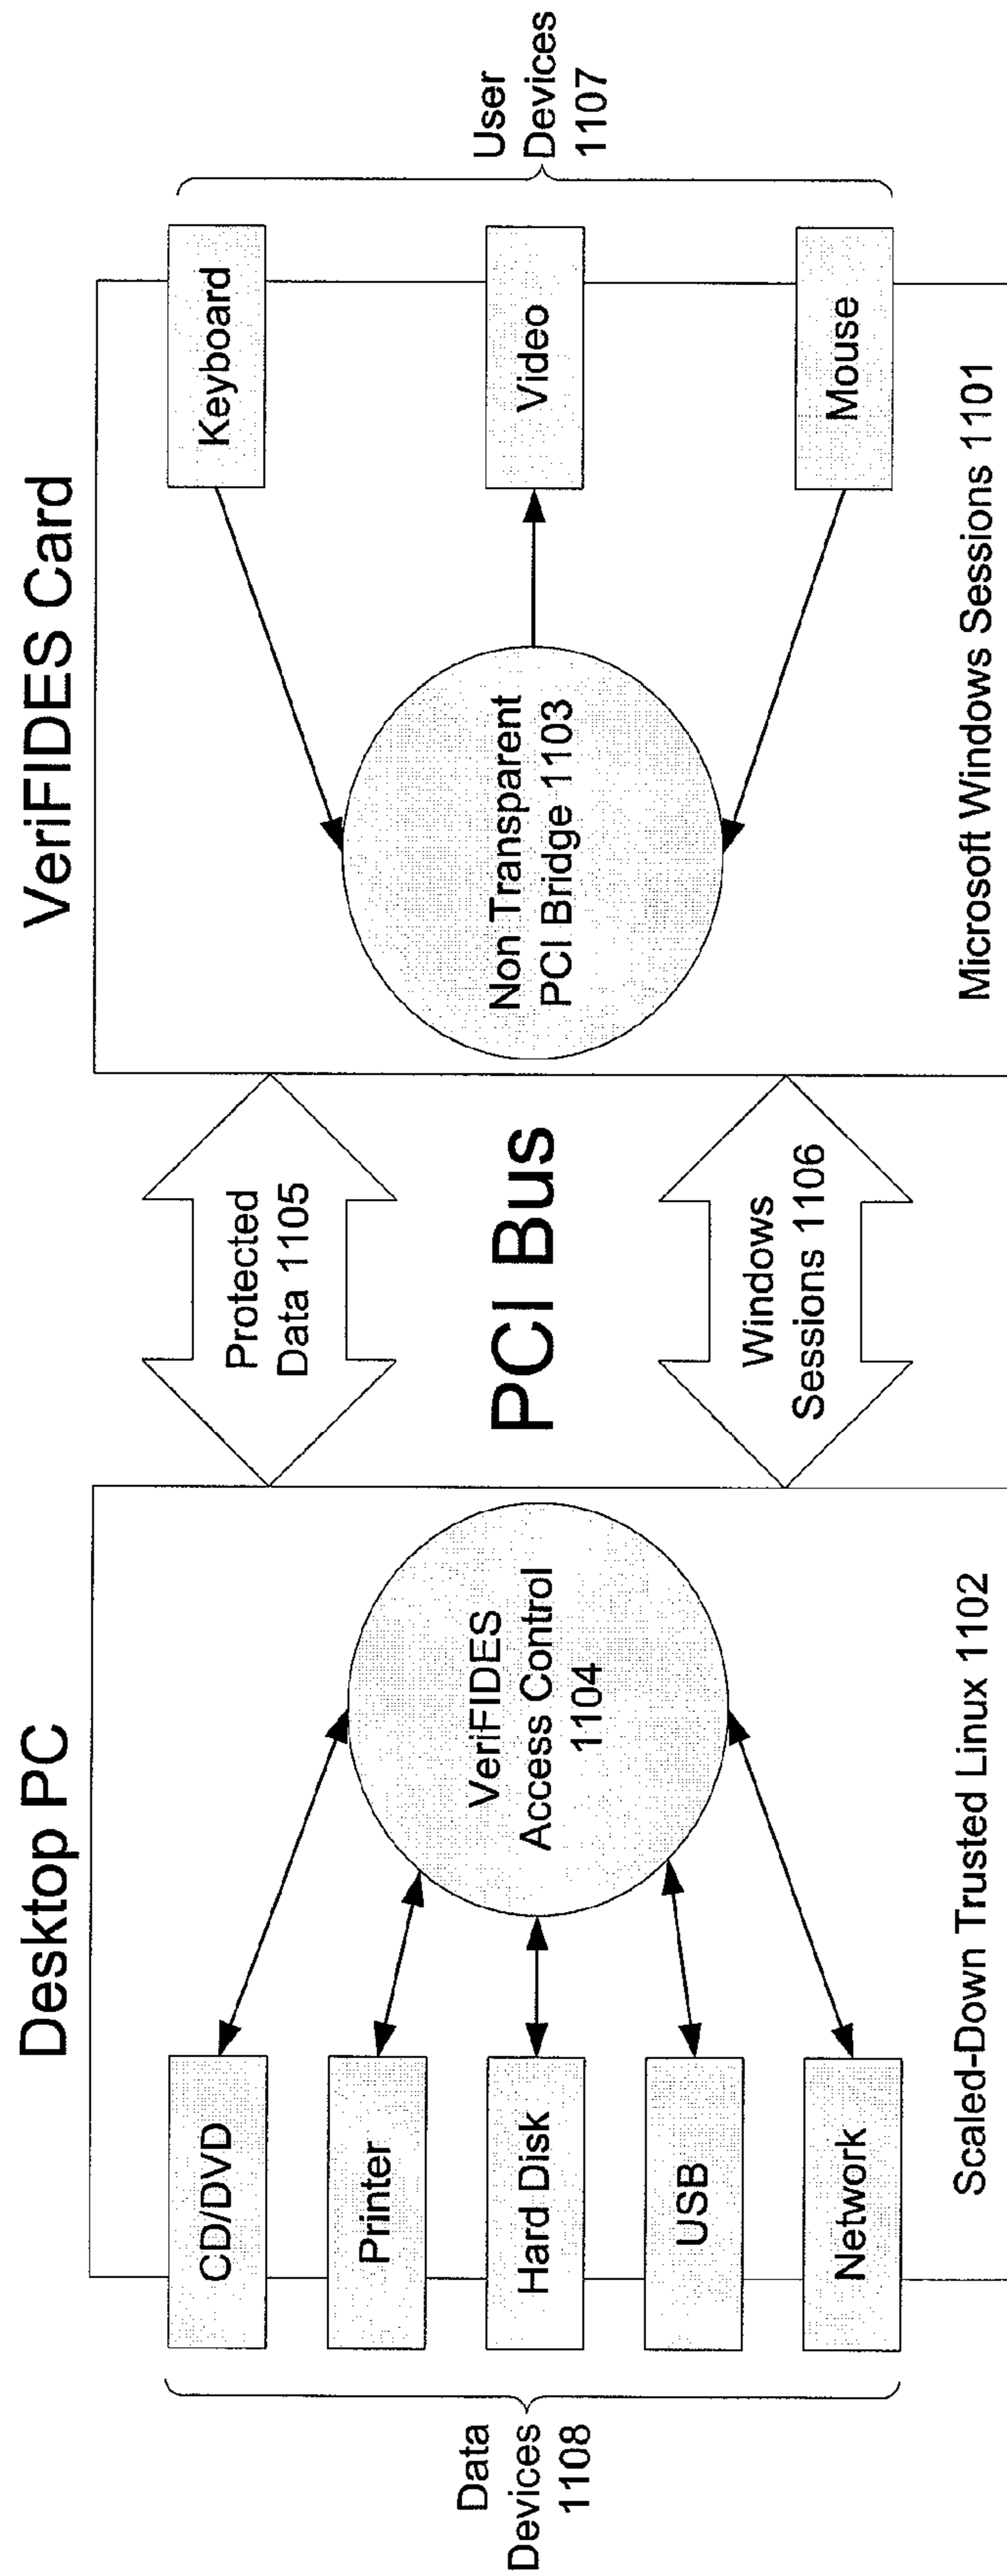 Desktop PC
VeriFIDES Card
Data
Devices
1108
CD/DVD
Printer
Hard Disk
USB
Network
VeriFIDES
Access Control
1104
Scaled-Down Trusted Linux 1102
Protected
Data 1105
PCI Bus
Windows
Sessions 1106
Non Transparent
PCI Bridge 1103
Keyboard
Video
Mouse
Microsoft Windows Sessions 1101
User
Devices
1107